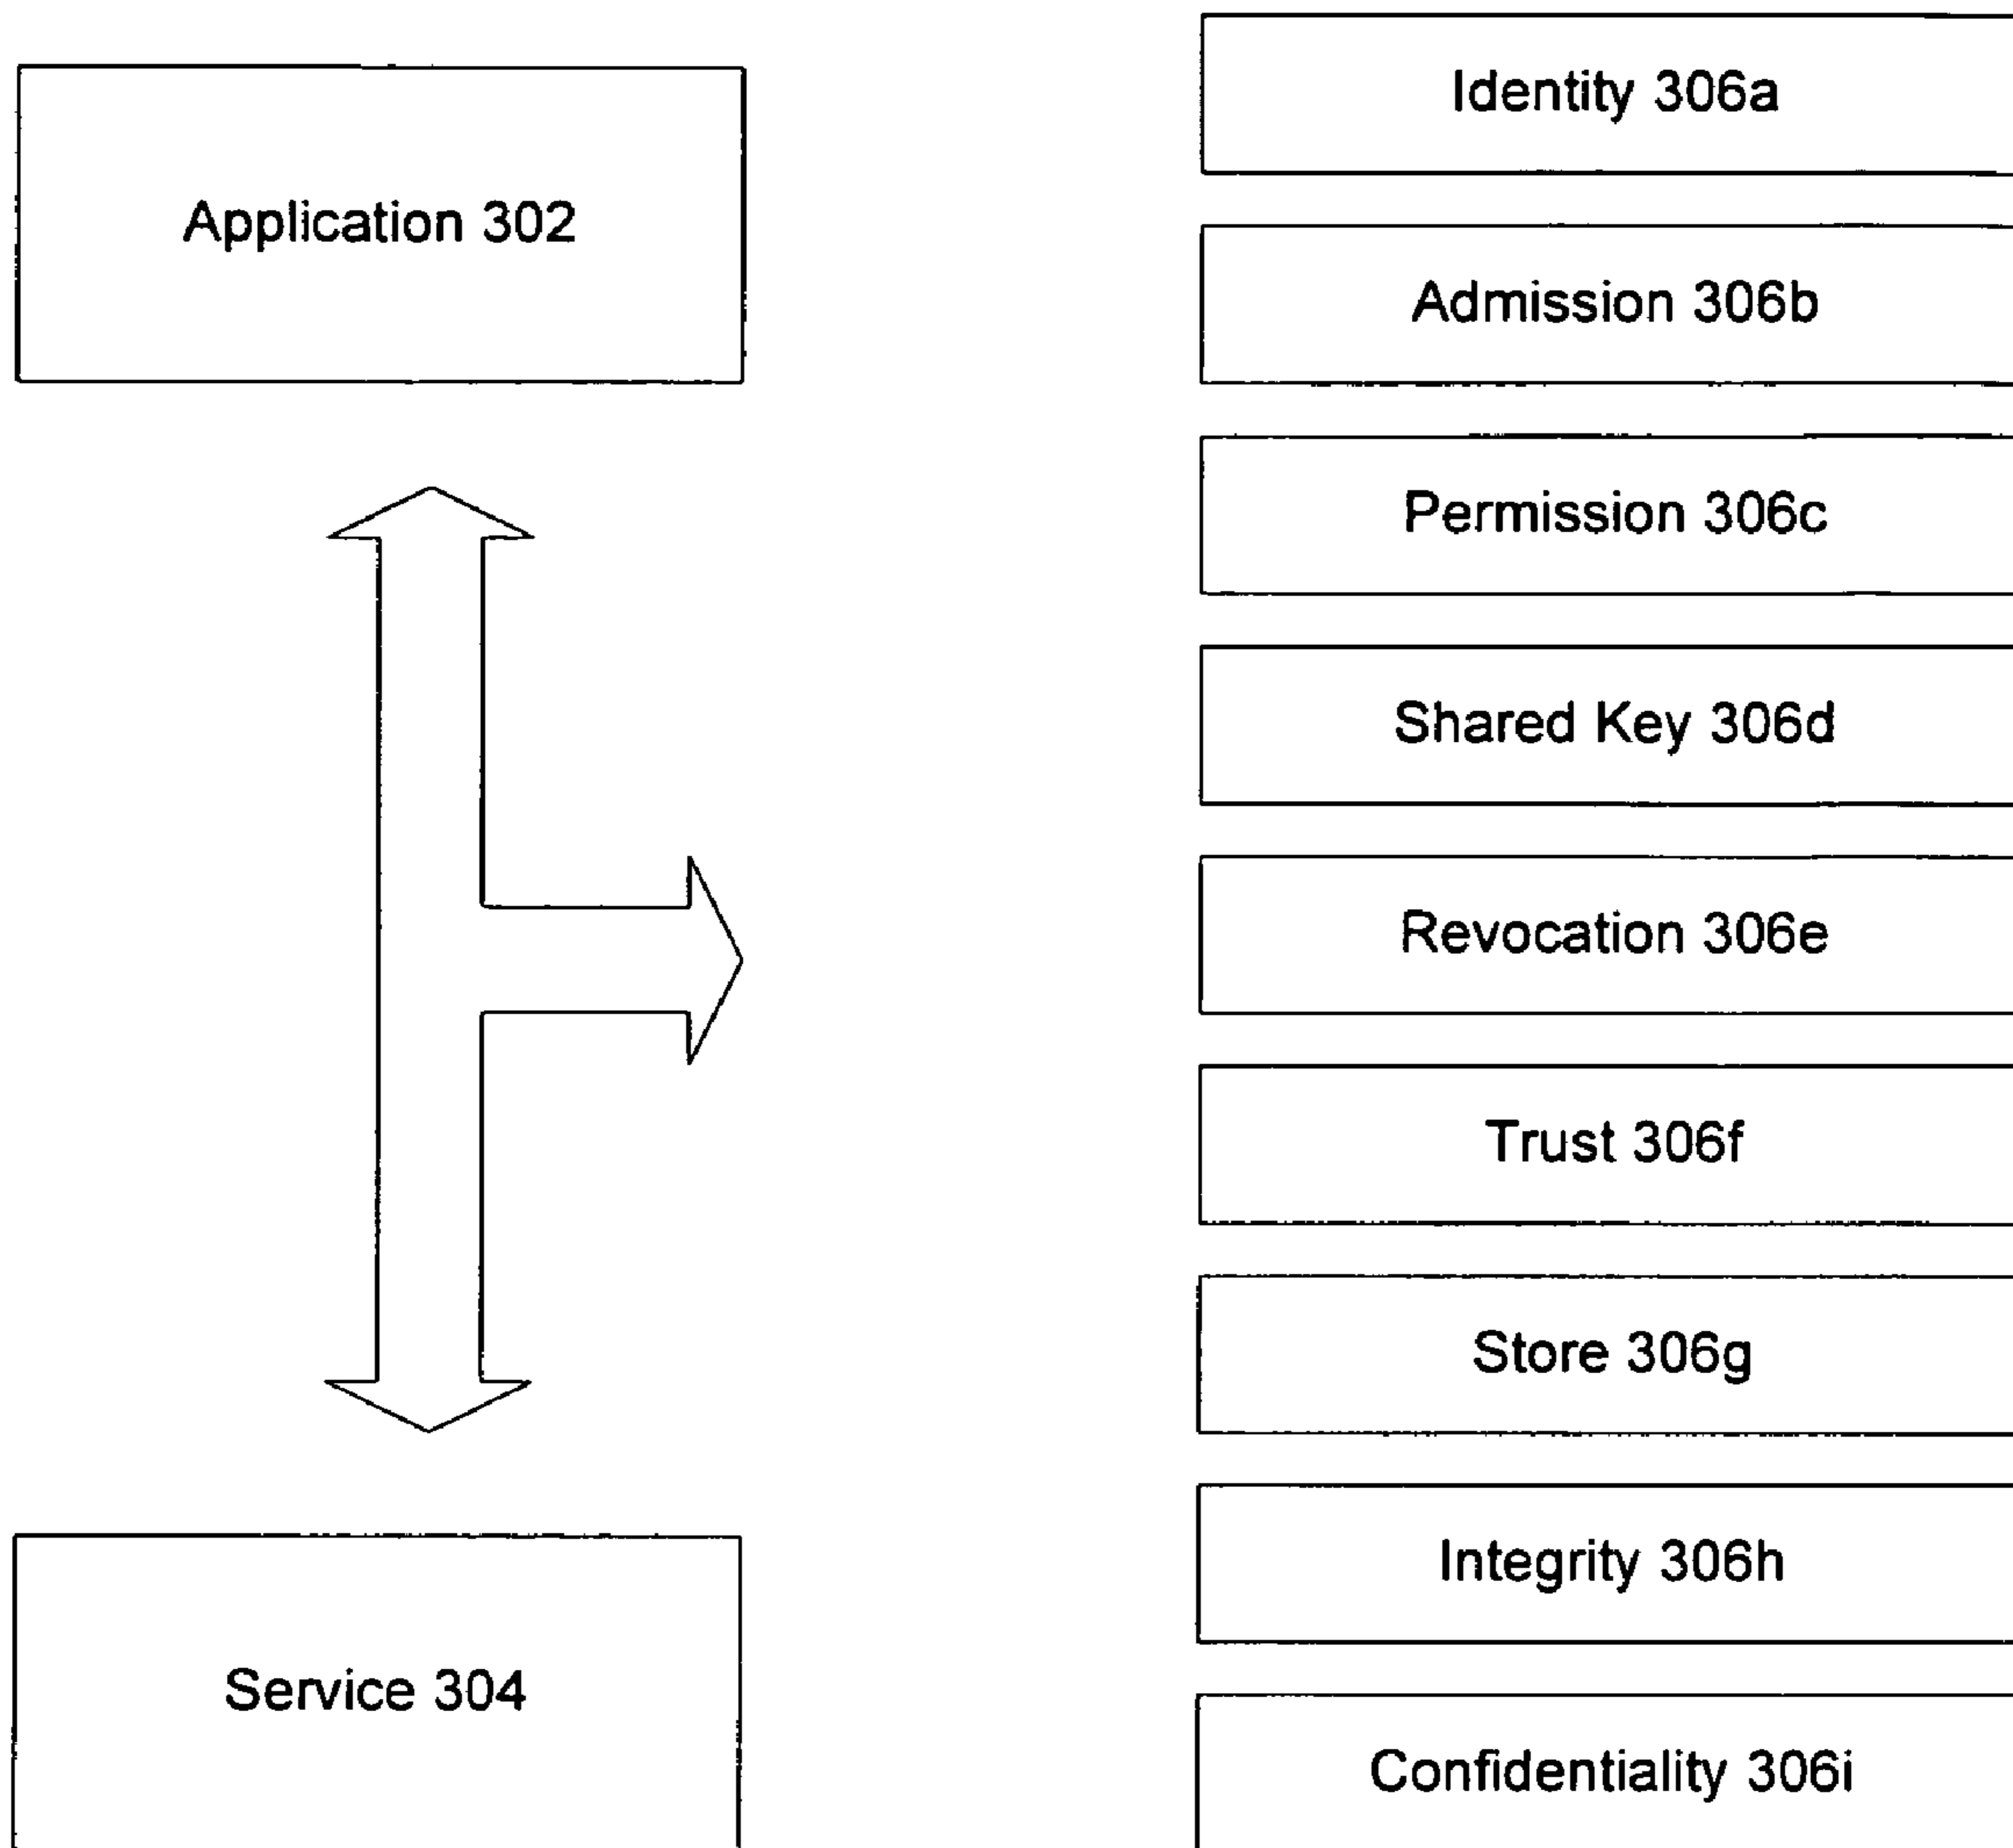 Application 302
Service 304
Identity 306a
Admission 306b
Permission 306c
Shared Key 306d
Revocation 306e
Trust 306f
Store 306g
Integrity 306h
Confidentiality 306i